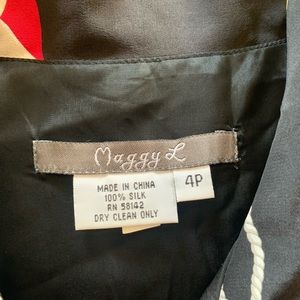 Maggy L
MADE IN CHINA
100% SILK
RN 58142
DRY CLEAN ONLY
4P